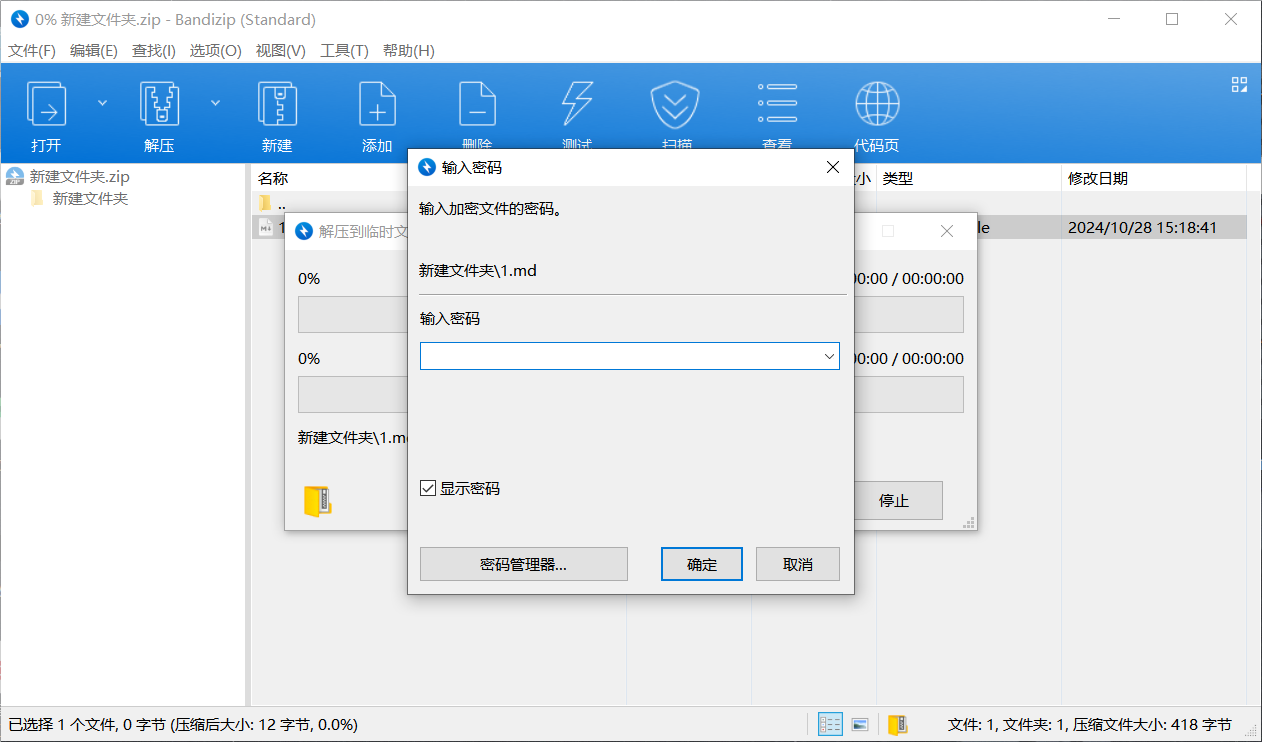 0% 新建文件夹.zip - Bandizip (Standard)
文件(F) 编辑(E) 查找(I) 选项(O) 视图(V) 工具(T) 帮助(H)
打开 解压 新建 添加 删除 测试 扫描 查看 代码页
新建文件夹.zip
新建文件夹
名称 小 类型 修改日期
..
1 le 2024/10/28 15:18:41
解压到临时文
0% 00:00 / 00:00:00
0% 00:00 / 00:00:00
新建文件夹\1.md
停止
输入密码
输入加密文件的密码。
新建文件夹\1.md
输入密码
显示密码
密码管理器... 确定 取消
已选择 1 个文件, 0 字节 (压缩后大小: 12 字节, 0.0%) 文件: 1, 文件夹: 1, 压缩文件大小: 418 字节